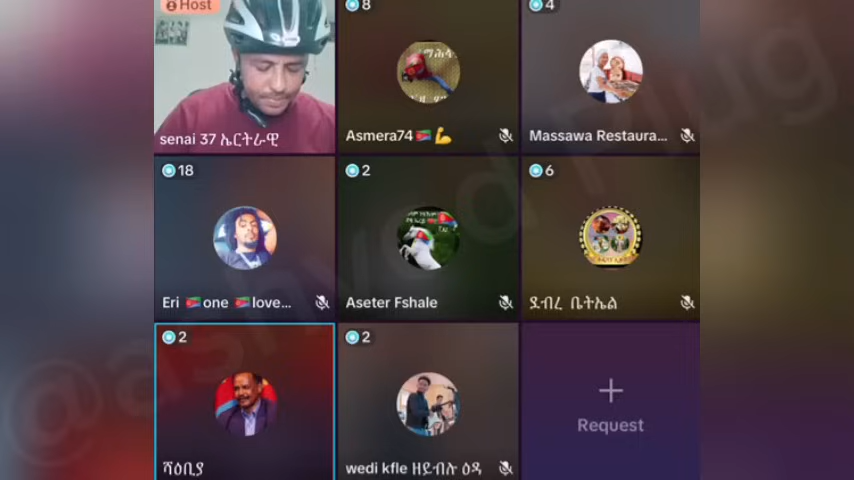 Host
8
4
senai 37 ኤርትራዊ
Asmera74🇪🇷💪
Massawa Restaura...
18
2
6
Eri 🇪🇷one 🇪🇷love...
Aseter Fshale
ደብረ ቤትኤል
2
2
+
Request
ሻዕቢያ
wedi kfle ዘይብሉ ዕዳ